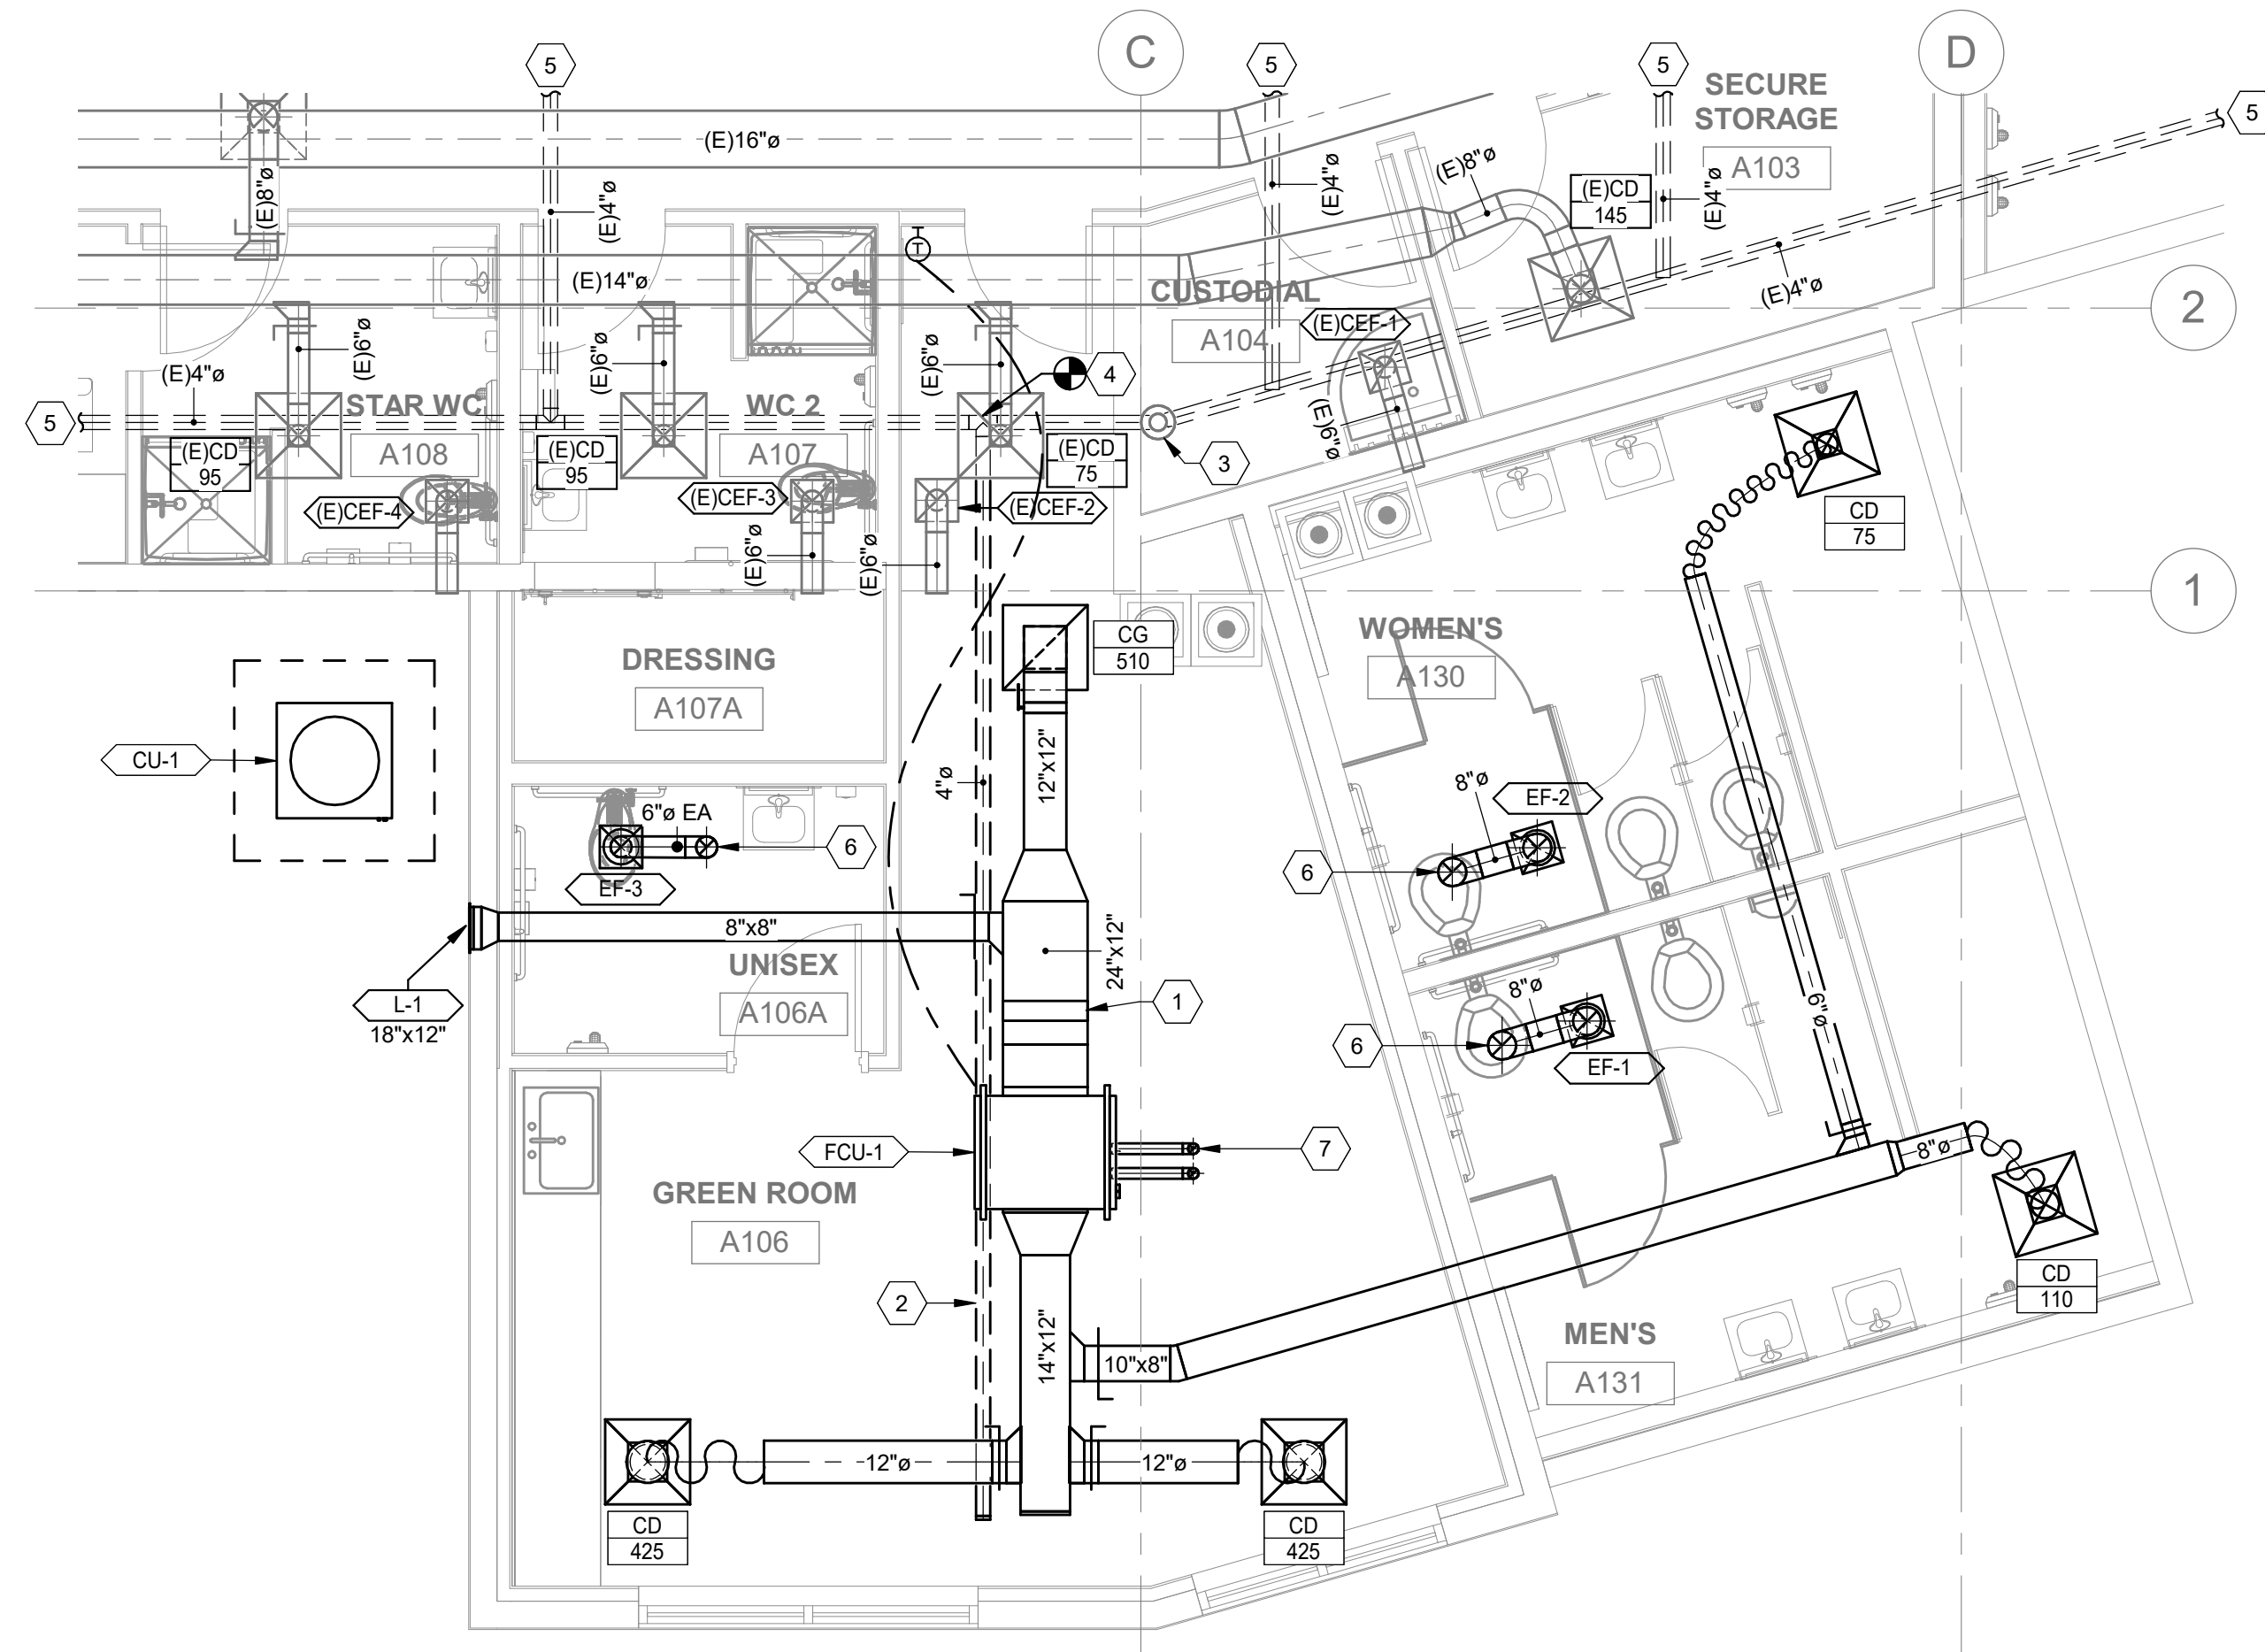 C
D
5
5
5
SECURE
STORAGE
A103
5
(E)16"ø
(E)8"ø
(E)4"ø
(E)4"ø
(E)8"ø
(E)CD
145
(E)4"ø
T
(E)14"ø
(E)4"ø
2
CUSTODIAL
A104
(E)CEF-1
(E)6"ø
(E)6"ø
(E)6"ø
4
(E)4"ø
5
STAR WC
A108
WC 2
A107
(E)CD
95
(E)CD
95
(E)CD
75
3
(E)6"ø
(E)CEF-4
(E)CEF-3
(E)CEF-2
(E)6"ø
(E)6"ø
CD
75
1
DRESSING
A107A
CG
510
WOMEN'S
A130
CU-1
4"ø
12"x12"
6"ø EA
6
EF-3
8"ø
EF-2
6
8"x8"
24"x12"
L-1
18"x12"
UNISEX
A106A
1
8"ø
6
EF-1
6"ø
FCU-1
7
8"ø
GREEN ROOM
A106
2
14"x12"
10"x8"
CD
110
MEN'S
A131
12"ø
12"ø
CD
425
CD
425